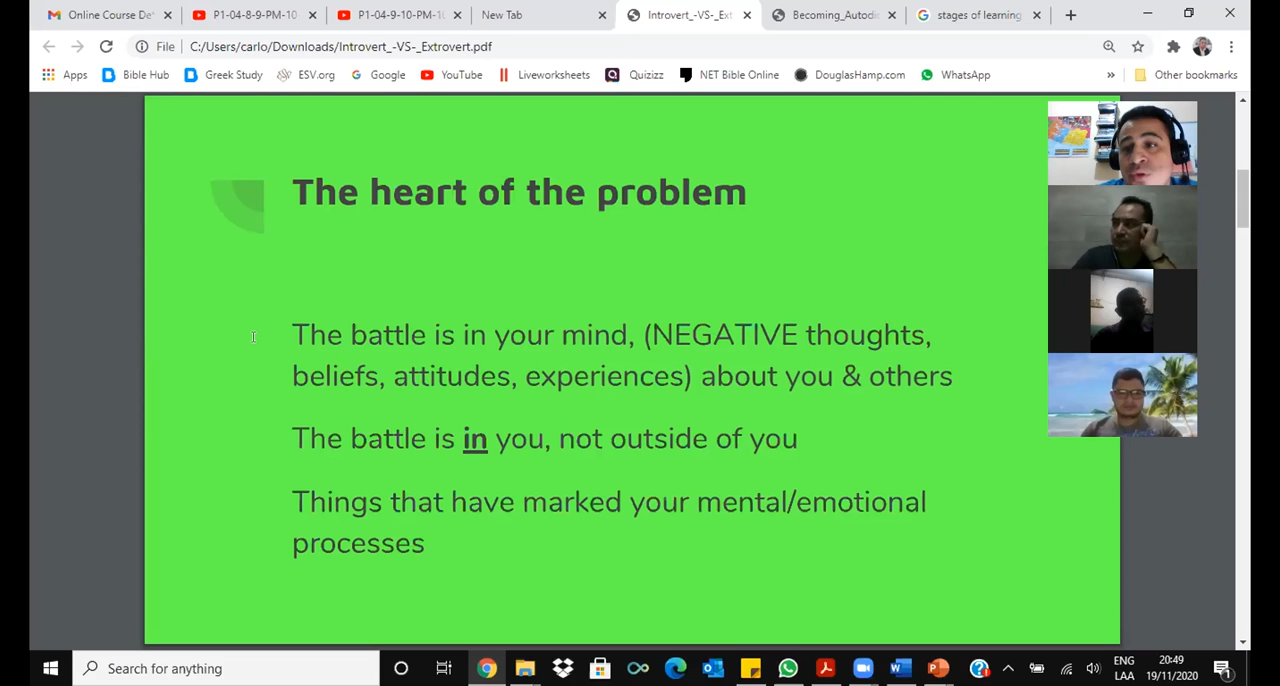 Online Course De
P1-04-8-9-PM-10
P1-04-9-10-PM-1
New Tab
Introvert_-VS-_Ext
Becoming_Autodi
stages of learning
File
C:/Users/carlo/Downloads/Introvert_-VS-_Extrovert.pdf
Apps
Bible Hub
Greek Study
ESV.org
Google
YouTube
Liveworksheets
Quizizz
NET Bible Online
DouglasHamp.com
WhatsApp
»
Other bookmarks
The heart of the problem
The battle is in your mind, (NEGATIVE thoughts,
beliefs, attitudes, experiences) about you & others
The battle is in you, not outside of you
Things that have marked your mental/emotional
processes
Search for anything
ENG
LAA
20:49
19/11/2020
1